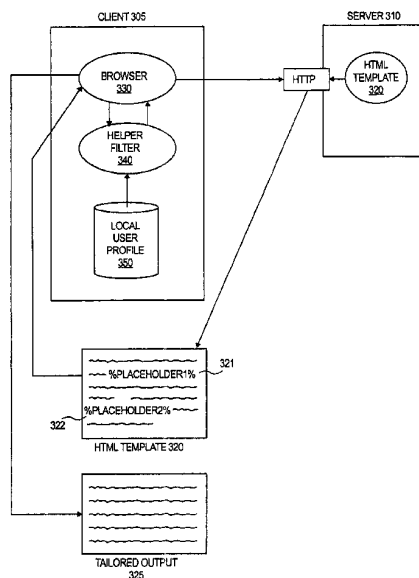 CLIENT 305
SERVER 310
BROWSER
330
HTTP
HTML
TEMPLATE
320
HELPER
FILTER
340
LOCAL
USER
PROFILE
350
%PLACEHOLDER1%
321
%PLACEHOLDER2%
322
HTML TEMPLATE 320
TAILORED OUTPUT
325